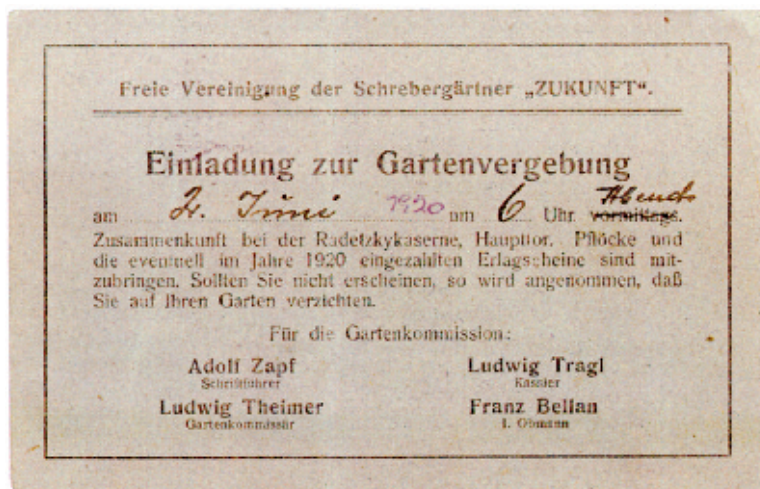 Freie Vereinigung der Schrebergärtner „ZUKUNFT“.
Einladung zur Gartenvergebung
am 2. Juni 1920 um 6 Uhr Abends vormittags.
Zusammenkunft bei der Radetzkykaserne, Haupttor. Pflöcke und
die eventuell im Jahre 1920 eingezahlten Erlagscheine sind mit-
zubringen. Sollten Sie nicht erscheinen, so wird angenommen, daß
Sie auf Ihren Garten verzichten.
Für die Gartenkommission:
Adolf Zapf
Schriftführer
Ludwig Tragl
Kassier
Ludwig Theimer
Gartenkommissär
Franz Bellan
I. Obmann